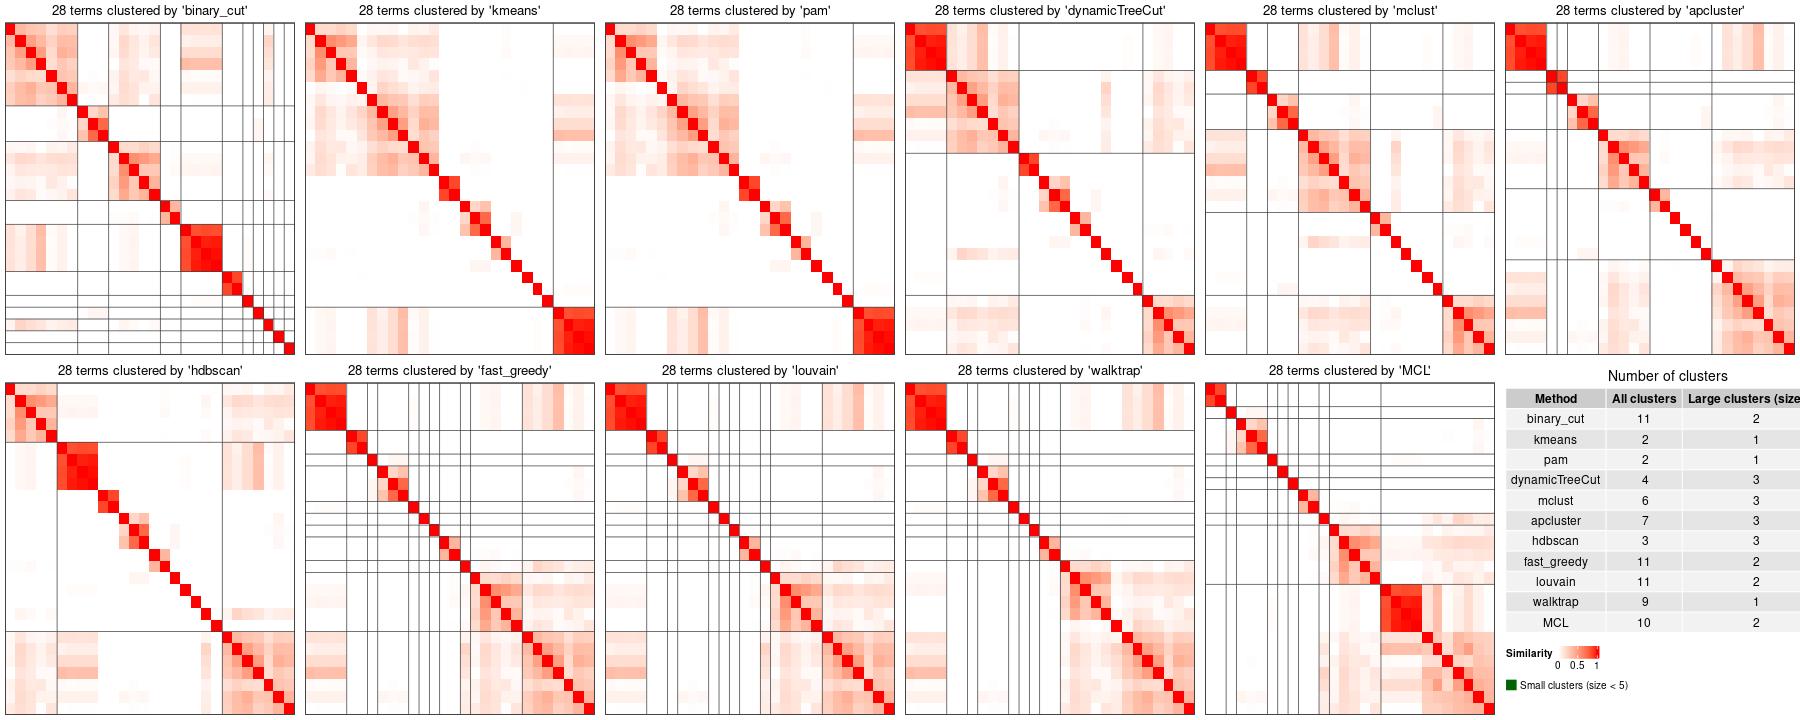 28 terms clustered by 'binary_cut'
28 terms clustered by 'kmeans'
28 terms clustered by 'pam'
28 terms clustered by 'dynamicTreeCut'
28 terms clustered by 'mclust'
28 terms clustered by 'apcluster'
28 terms clustered by 'hdbscan'
28 terms clustered by 'fast_greedy'
28 terms clustered by 'louvain'
28 terms clustered by 'walktrap'
28 terms clustered by 'MCL'
Number of clusters
Method All clusters Large clusters (size
binary_cut 11 2
kmeans 2 1
pam 2 1
dynamicTreeCut 4 3
mclust 6 3
apcluster 7 3
hdbscan 3 3
fast_greedy 11 2
louvain 11 2
walktrap 9 1
MCL 10 2
Similarity
0 0.5 1
Small clusters (size < 5)